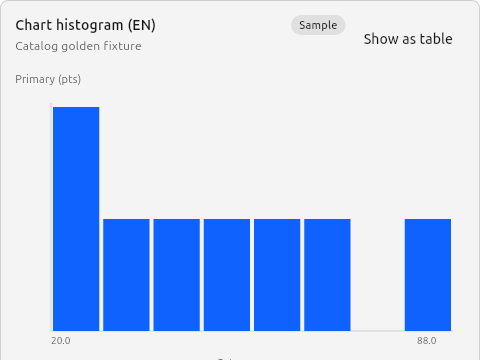 Chart histogram (EN)
Sample
Show as table
Catalog golden fixture
Primary (pts)
20.0
88.0